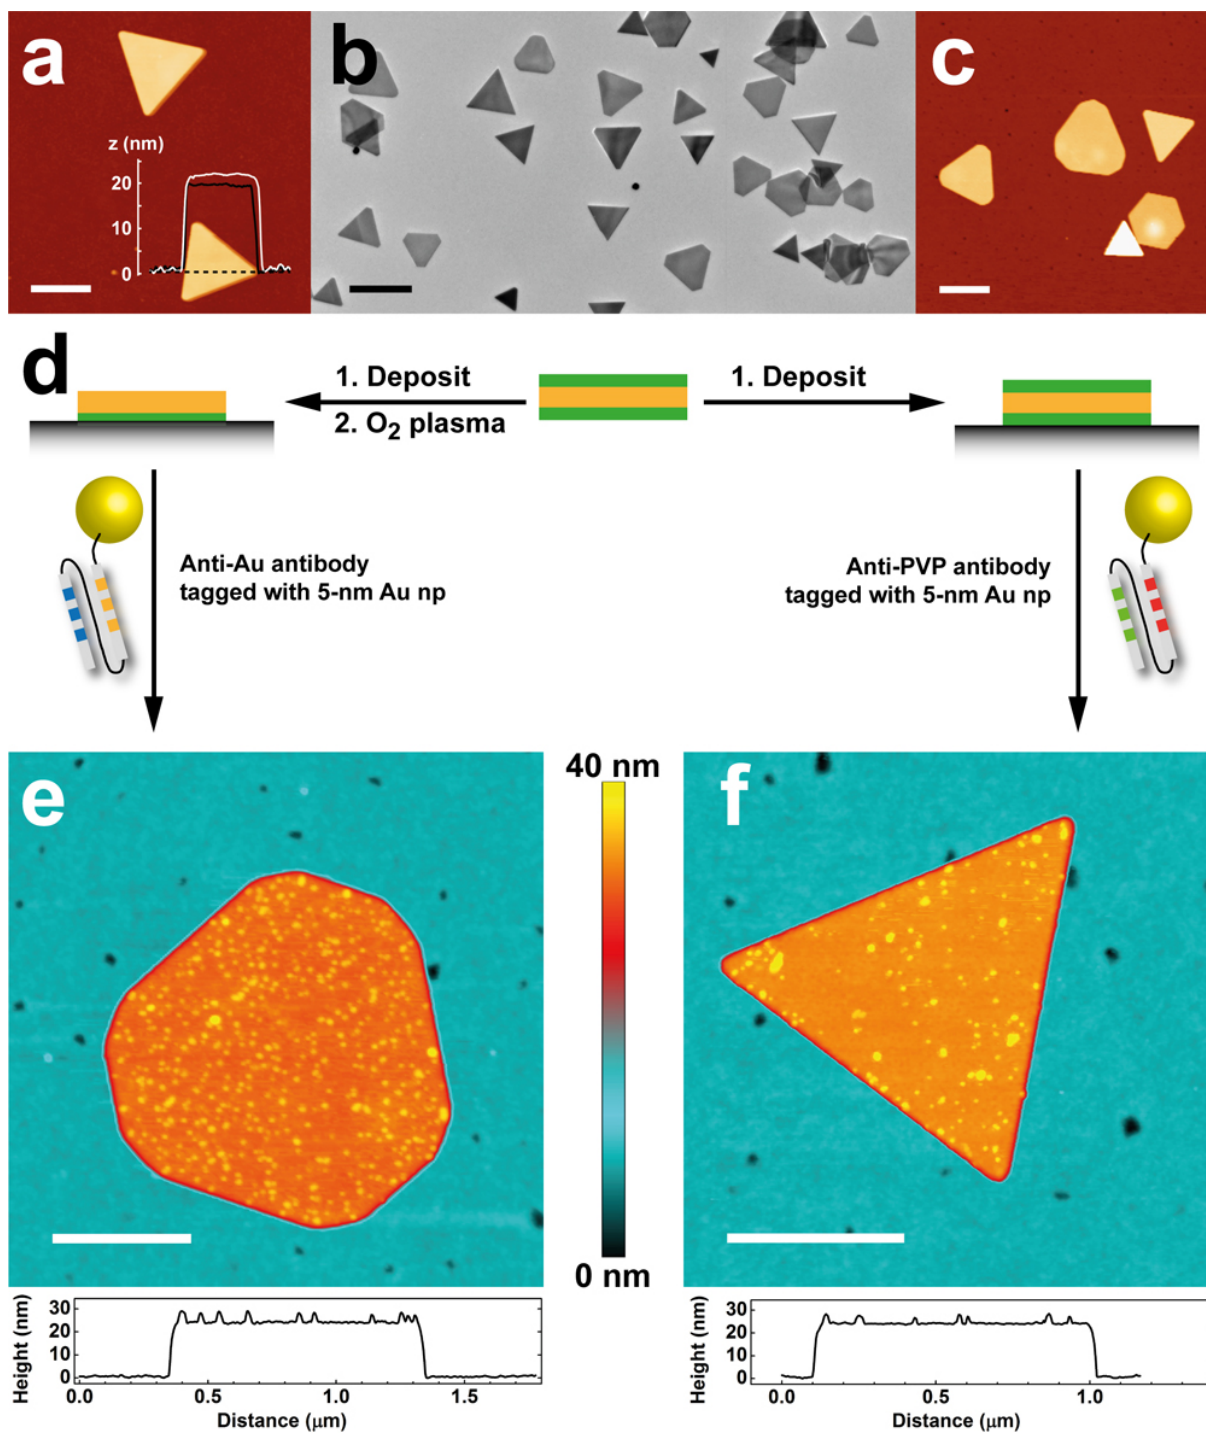 a
b
c
z (nm)
20
10
0
d
1. Deposit
2. O2 plasma
1. Deposit
Anti-Au antibody
tagged with 5-nm Au np
Anti-PVP antibody
tagged with 5-nm Au np
e
40 nm
0 nm
f
Height (nm)
30
20
10
0
0.0 0.5 1.0 1.5
Distance (μm)
Height (nm)
30
20
10
0
0.0 0.5 1.0
Distance (μm)